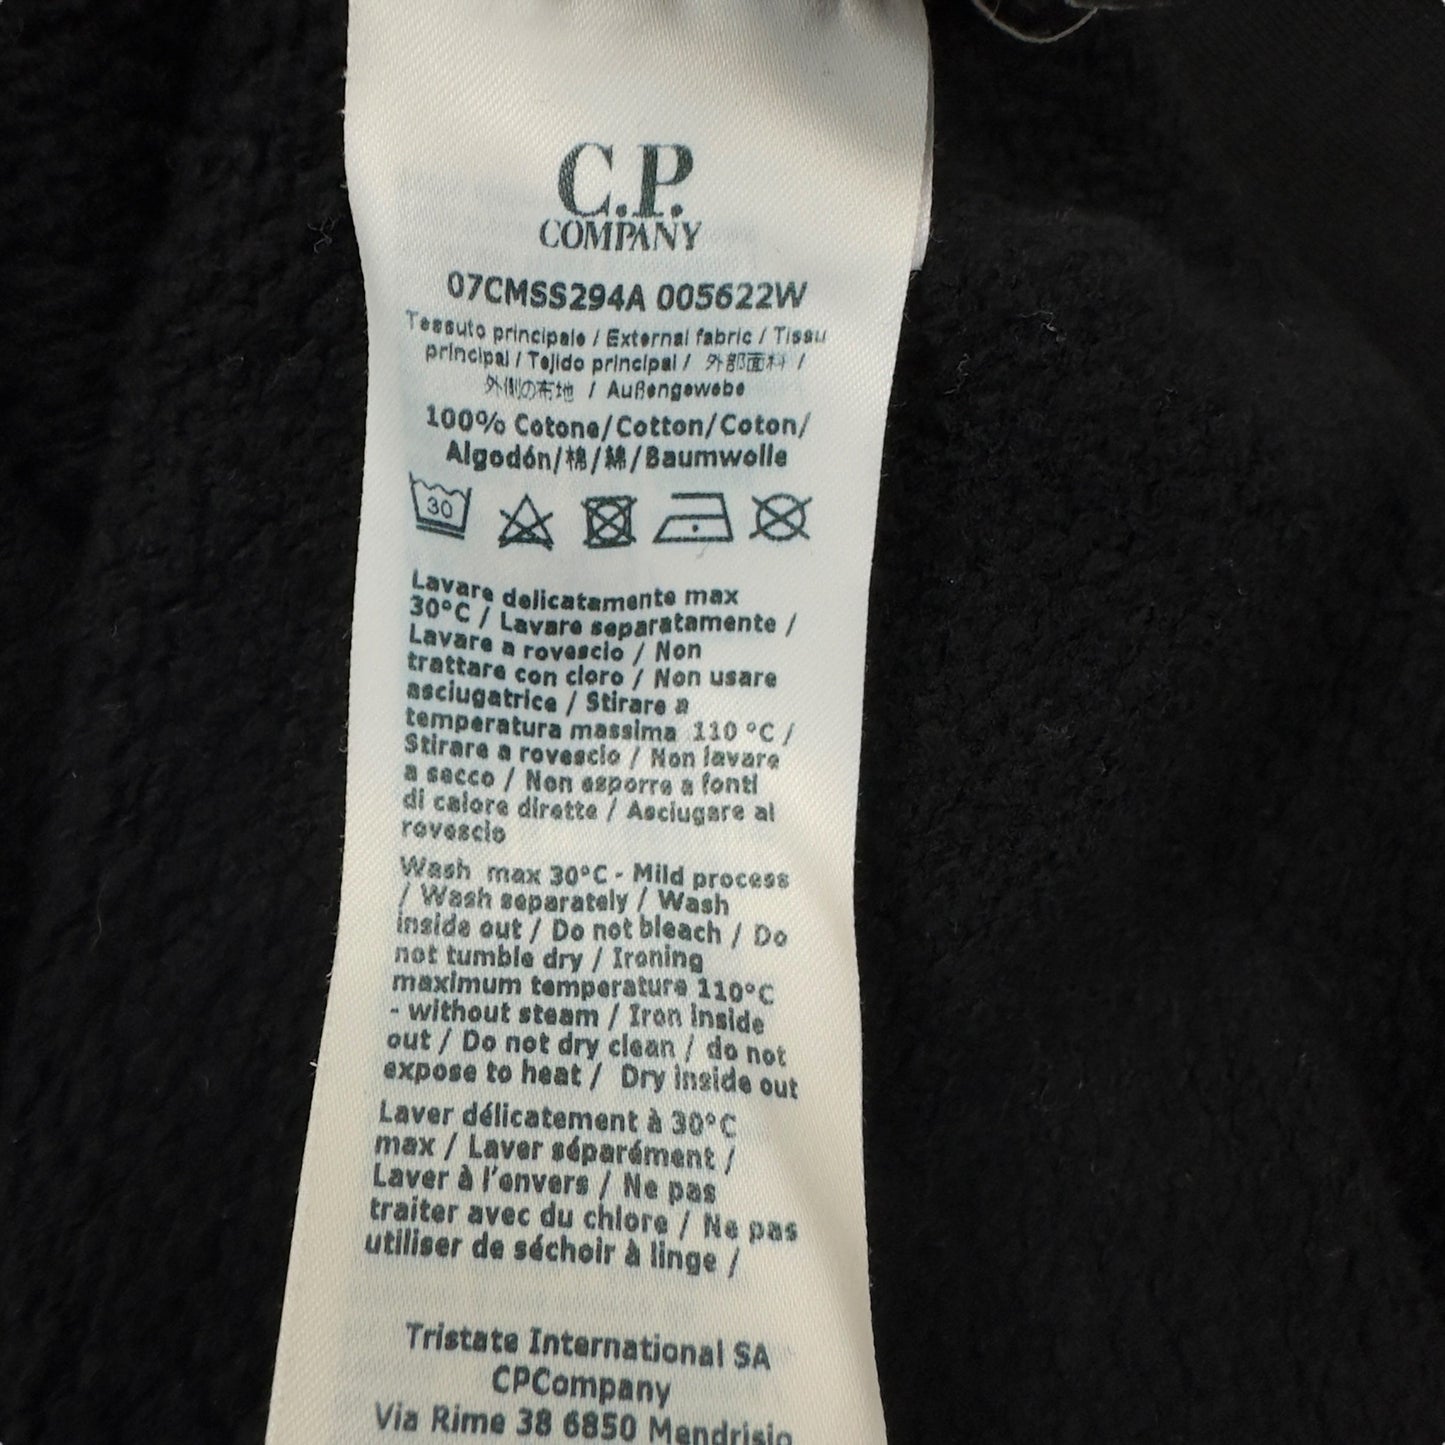 C.P.
COMPANY
07CMSS294A 005622W
Tessuto principale / External fabric / Tissu
principal / Tejido principal / 外部面料 /
外側の布地 / Außengewebe
100% Cotone/Cotton/Coton/
Algodón/棉/綿/Baumwolle
30
Lavare delicatamente max
30°C / Lavare separatamente /
Lavare a rovescio / Non
trattare con cloro / Non usare
asciugatrice / Stirare a
temperatura massima 110 °C /
Stirare a rovescio / Non lavare
a secco / Non esporre a fonti
di calore dirette / Asciugare al
rovescio
Wash max 30°C - Mild process
/ Wash separately / Wash
inside out / Do not bleach / Do
not tumble dry / Ironing
maximum temperature 110°C
- without steam / Iron inside
out / Do not dry clean / do not
expose to heat / Dry inside out
Laver délicatement à 30°C
max / Laver séparément /
Laver à l'envers / Ne pas
traiter avec du chlore / Ne pas
utiliser de séchoir à linge /
Tristate International SA
CPCompany
Via Rime 38 6850 Mendrisio